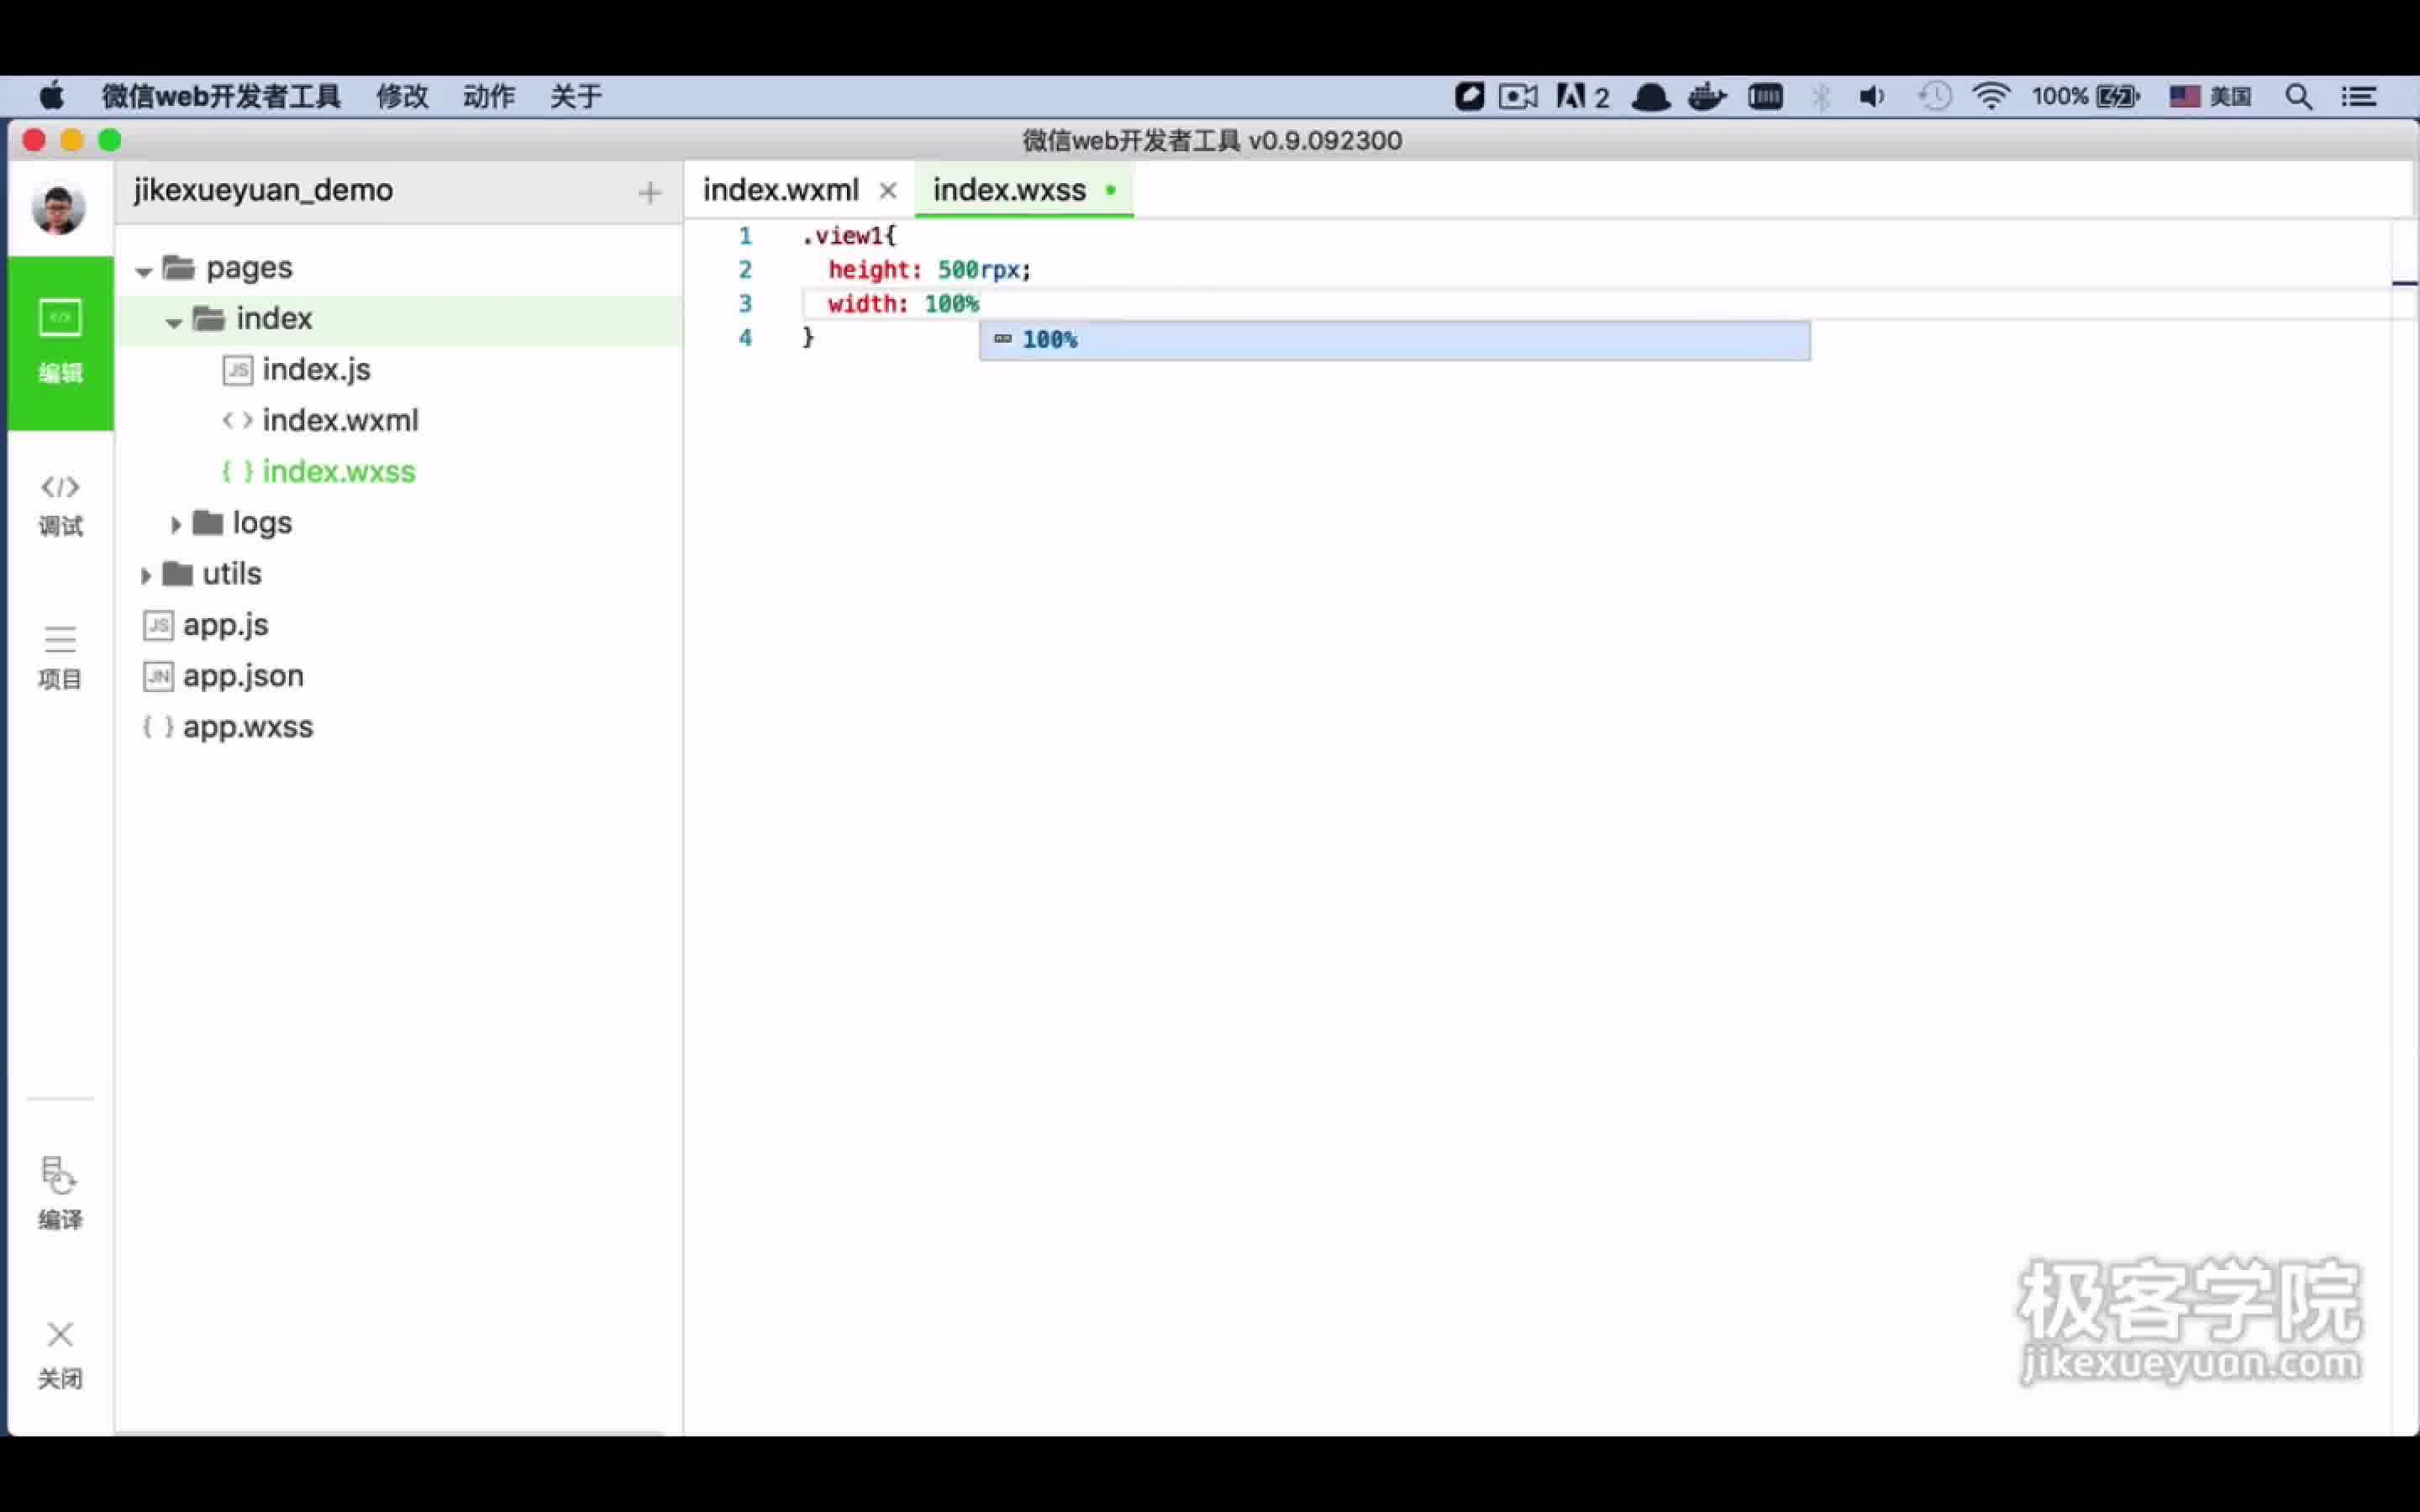 微信web开发者工具 修改 动作 关于 2 100% 美国
微信web开发者工具 v0.9.092300
jikexueyuan_demo +
index.wxml × index.wxss
编辑
调试
项目
编译
关闭
pages
index
JS index.js
<> index.wxml
{ } index.wxss
logs
utils
JS app.js
JN app.json
{ } app.wxss
1 .view1{
2 height: 500rpx;
3 width: 100%
4 }
100%
极客学院
jikexueyuan.com